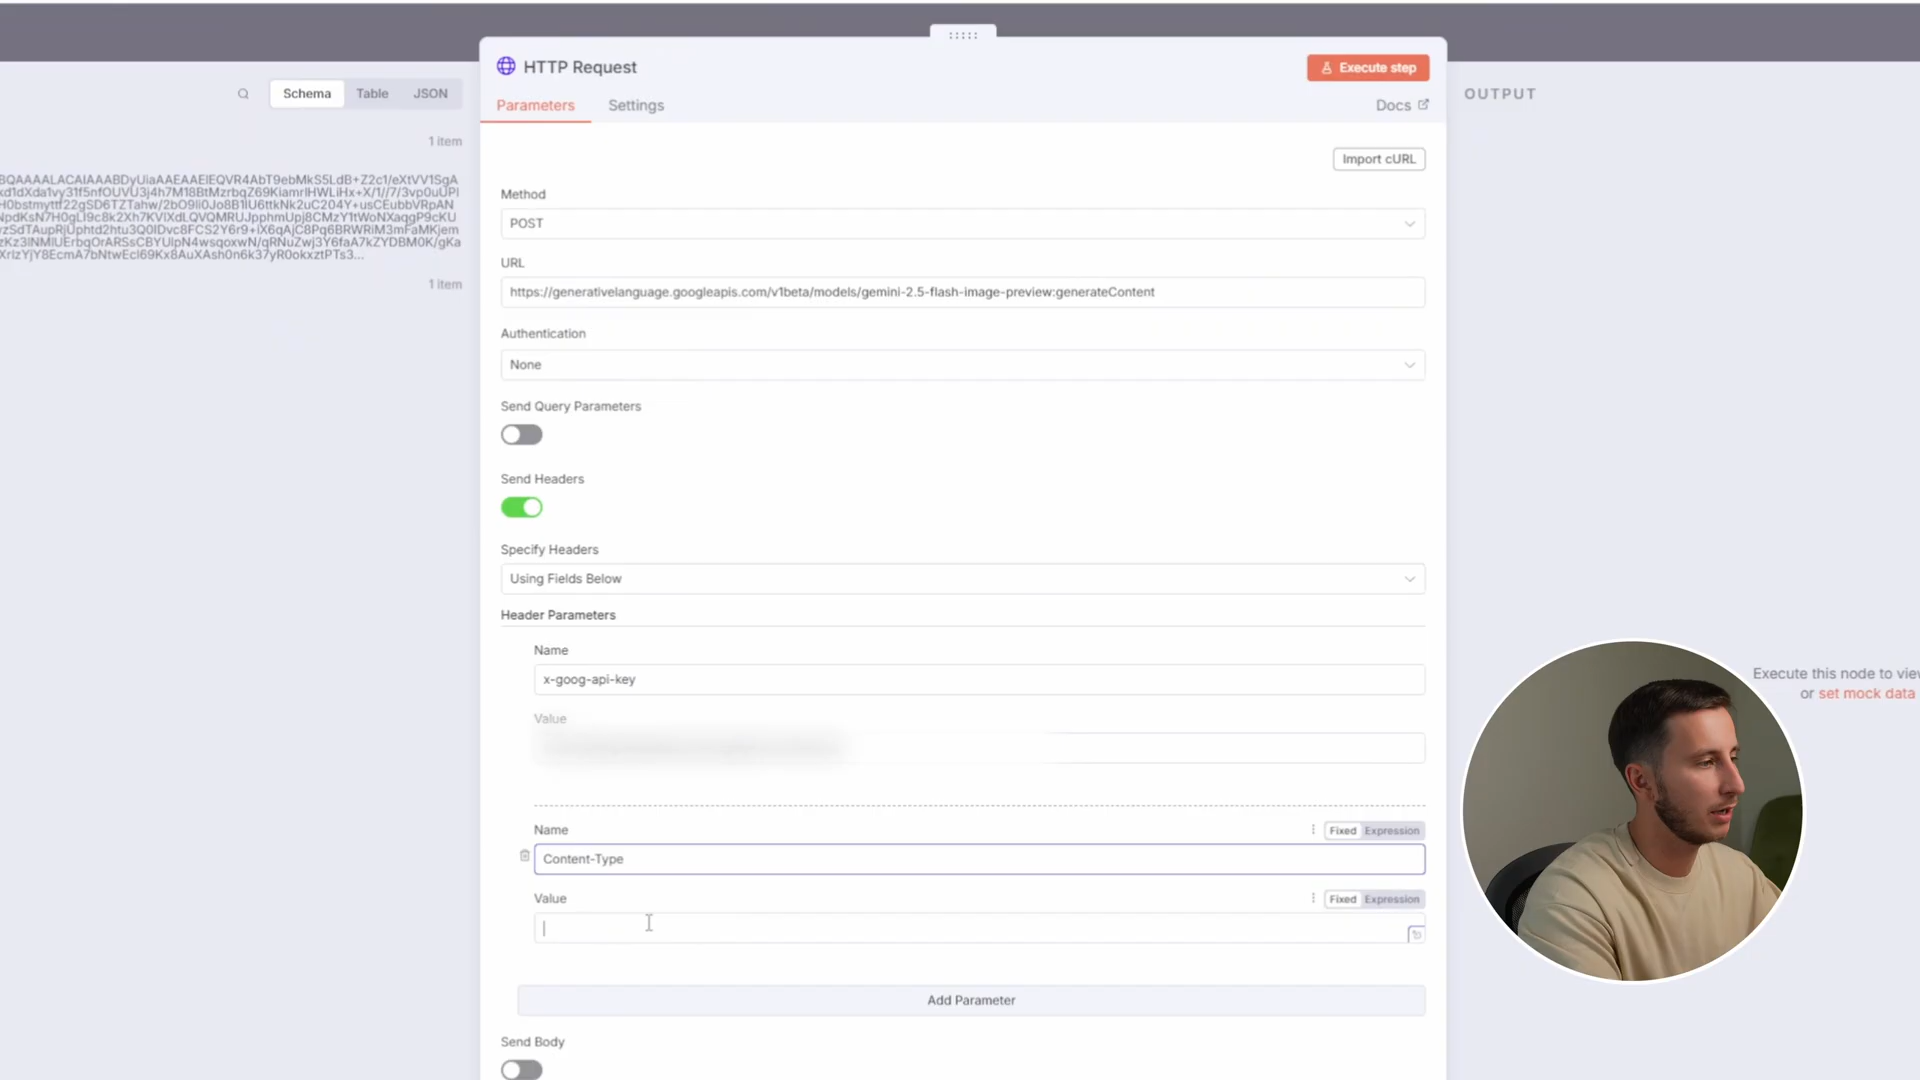 HTTP Request
Execute step
Schema
Table
JSON
Parameters
Settings
Docs
OUTPUT
1 item
Import cURL
Method
POST
URL
https://generativelanguage.googleapis.com/v1beta/models/gemini-2.5-flash-image-preview:generateContent
1 item
Authentication
None
Send Query Parameters
Send Headers
Specify Headers
Using Fields Below
Header Parameters
Name
x-goog-api-key
Value
Execute this node to view
or set mock data
Name
Fixed
Expression
Content-Type
Value
Fixed
Expression
Add Parameter
Send Body